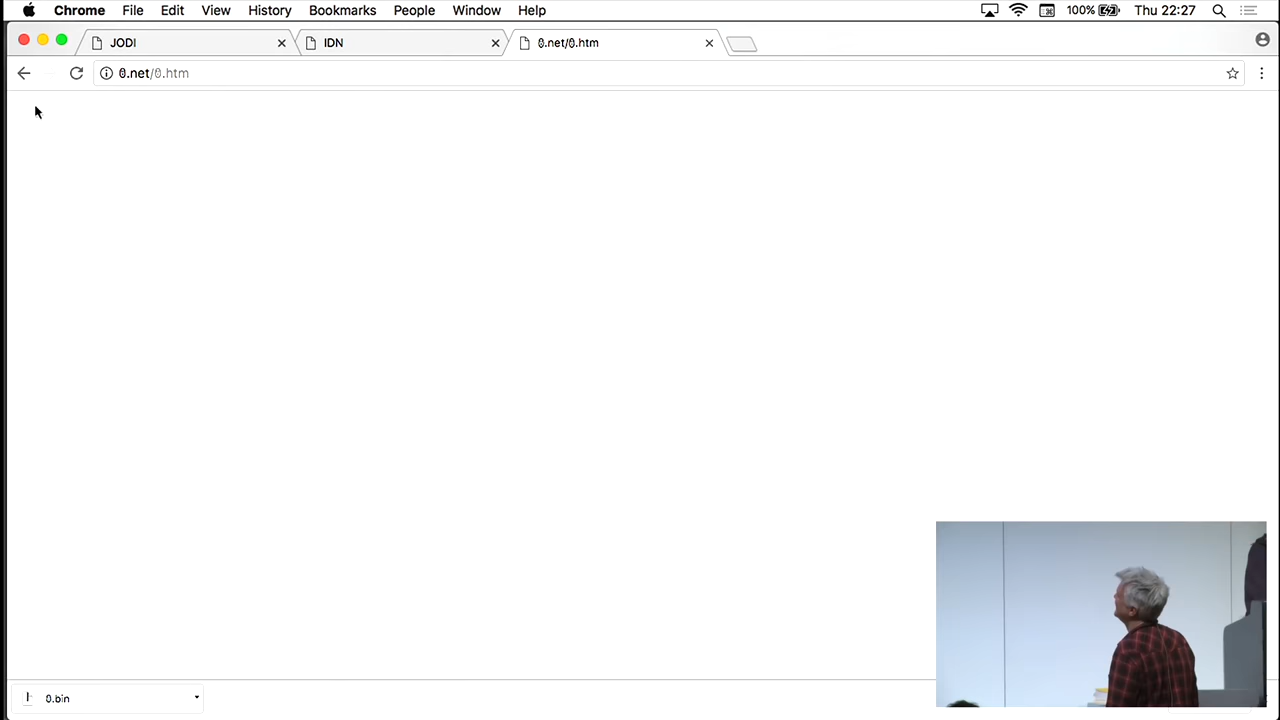 Chrome File Edit View History Bookmarks People Window Help 100% Thu 22:27
JODI IDN 0.net/0.htm
0.net/0.htm
0.bin